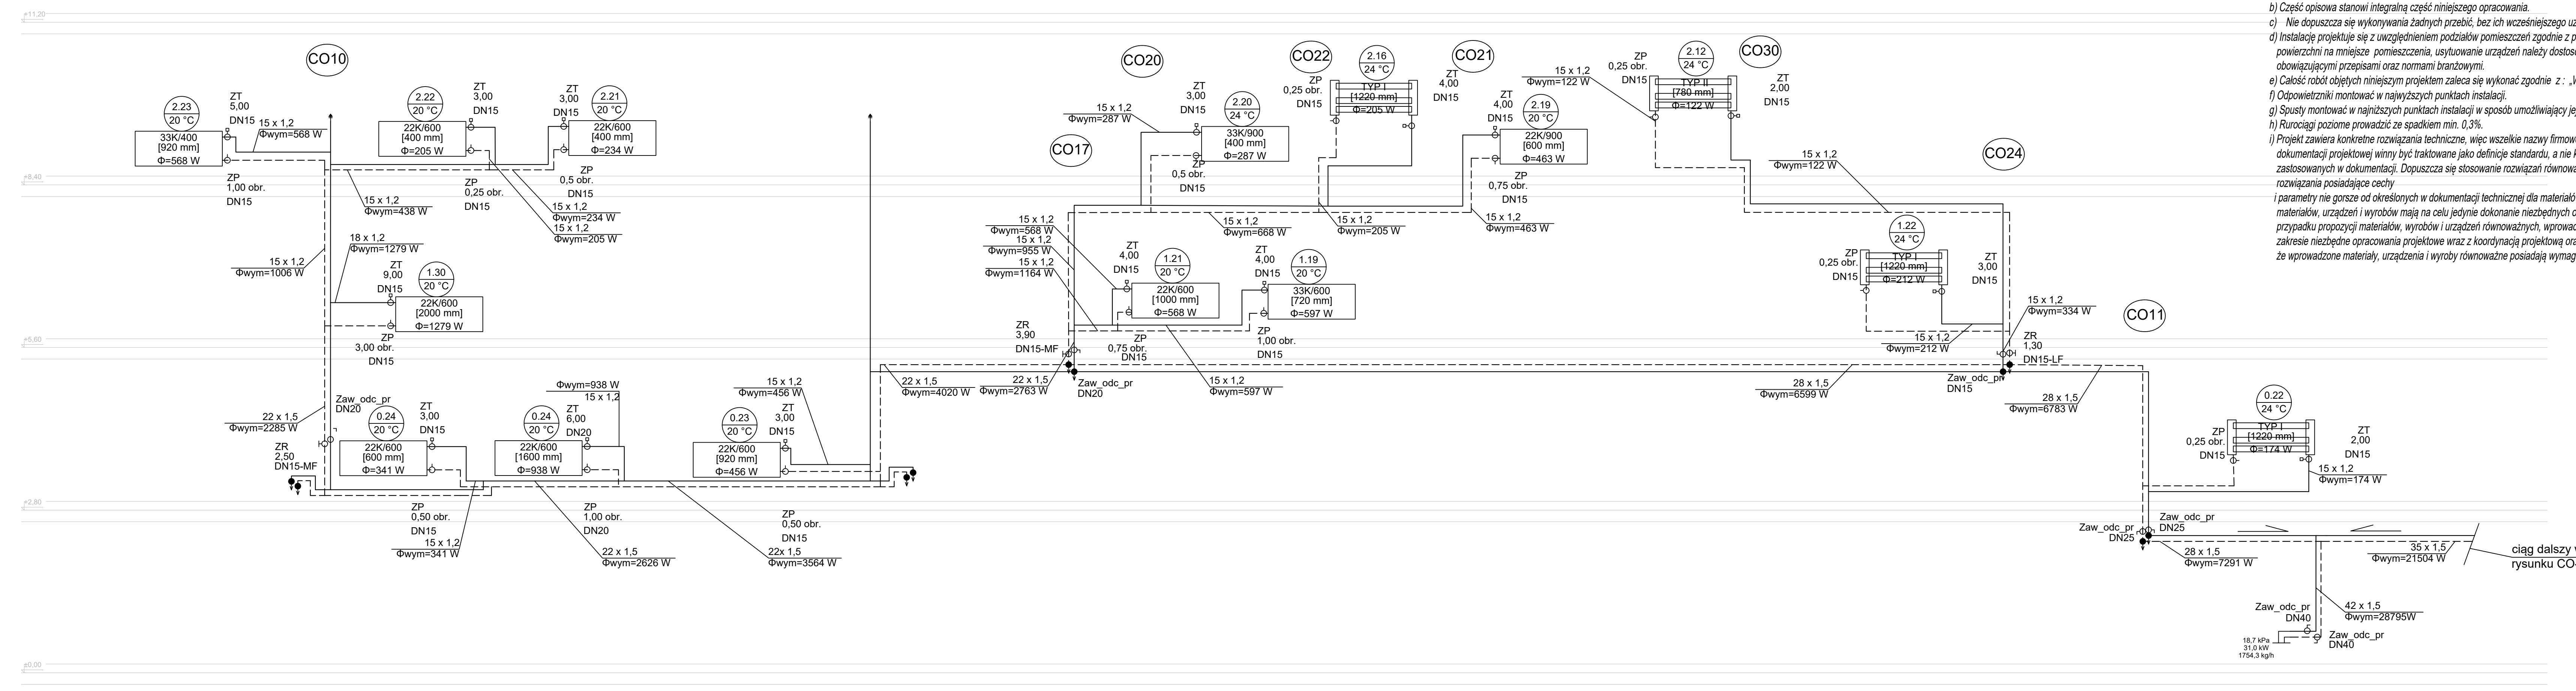 +11,20
+8,40
+5,60
+2,80
±0,00
CO10
2.23
20 °C
33K/400
[920 mm]
Φ=568 W
ZT
5,00
DN15
15 x 1,2
Φwym=568 W
ZP
1,00 obr.
DN15
2.22
20 °C
22K/600
[400 mm]
Φ=205 W
ZT
3,00
DN15
ZP
0,25 obr.
DN15
2.21
20 °C
22K/600
[400 mm]
Φ=234 W
ZT
3,00
DN15
ZP
0,5 obr.
DN15
15 x 1,2
Φwym=438 W
15 x 1,2
Φwym=234 W
15 x 1,2
Φwym=205 W
18 x 1,2
Φwym=1279 W
15 x 1,2
Φwym=1006 W
ZT
9,00
DN15
1.30
20 °C
22K/600
[2000 mm]
Φ=1279 W
ZP
3,00 obr.
DN15
Zaw_odc_pr
DN20
22 x 1,5
Φwym=2285 W
ZR
2,50
DN15-MF
0.24
20 °C
22K/600
[600 mm]
Φ=341 W
ZT
3,00
DN15
ZP
0,50 obr.
DN15
15 x 1,2
Φwym=341 W
0.24
20 °C
22K/600
[1600 mm]
Φ=938 W
ZT
6,00
DN20
Φwym=938 W
15 x 1,2
ZP
1,00 obr.
DN20
22 x 1,5
Φwym=2626 W
0.23
20 °C
22K/600
[920 mm]
Φ=456 W
ZT
3,00
DN15
15 x 1,2
Φwym=456 W
ZP
0,50 obr.
DN15
22x 1,5
Φwym=3564 W
22 x 1,5
Φwym=4020 W
CO17
CO20
CO22
CO21
CO30
CO24
CO11
15 x 1,2
Φwym=287 W
ZT
3,00
DN15
2.20
24 °C
33K/900
[400 mm]
Φ=287 W
ZP
0,5 obr.
DN15
ZP
0,25 obr.
DN15
2.16
24 °C
TYP I
[1220 mm]
Φ=205 W
ZT
4,00
DN15
ZT
4,00
DN15
2.19
20 °C
22K/900
[600 mm]
Φ=463 W
ZP
0,75 obr.
DN15
15 x 1,2
Φwym=668 W
15 x 1,2
Φwym=205 W
15 x 1,2
Φwym=463 W
15 x 1,2
Φwym=568 W
15 x 1,2
Φwym=955 W
15 x 1,2
Φwym=1164 W
ZT
4,00
DN15
1.21
20 °C
22K/600
[1000 mm]
Φ=568 W
ZP
0,75 obr.
DN15
ZT
4,00
DN15
1.19
20 °C
33K/600
[720 mm]
Φ=597 W
ZP
1,00 obr.
DN15
ZR
3,90
DN15-MF
22 x 1,5
Φwym=2763 W
Zaw_odc_pr
DN20
15 x 1,2
Φwym=597 W
15 x 1,2
Φwym=122 W
ZP
0,25 obr.
DN15
2.12
24 °C
TYP II
[780 mm]
Φ=122 W
ZT
2,00
DN15
15 x 1,2
Φwym=122 W
1.22
24 °C
ZP
0,25 obr.
DN15
TYP I
[1220 mm]
Φ=212 W
ZT
3,00
DN15
15 x 1,2
Φwym=212 W
15 x 1,2
Φwym=334 W
ZR
1,30
DN15-LF
Zaw_odc_pr
DN15
28 x 1,5
Φwym=6599 W
28 x 1,5
Φwym=6783 W
0.22
24 °C
ZP
0,25 obr.
DN15
TYP I
[1220 mm]
Φ=174 W
ZT
2,00
DN15
15 x 1,2
Φwym=174 W
Zaw_odc_pr
DN25
Zaw_odc_pr
DN25
28 x 1,5
Φwym=7291 W
35 x 1,5
Φwym=21504 W
ciąg dalszy
rysunku CO
42 x 1,5
Φwym=28795W
Zaw_odc_pr
DN40
Zaw_odc_pr
DN40
18,7 kPa
31,0 kW
1754,3 kg/h
b) Część opisowa stanowi integralną część niniejszego opracowania.
c) Nie dopuszcza się wykonywania żadnych przebić, bez ich wcześniejszego
d) Instalację projektuje się z uwzględnieniem podziałów pomieszczeń zgodnie z
powierzchni na mniejsze pomieszczenia, usytuowanie urządzeń należy
obowiązującymi przepisami oraz normami branżowymi.
e) Całość robót objętych niniejszym projektem zaleca się wykonać zgodnie z :
f) Odpowietrzniki montować w najwyższych punktach instalacji.
g) Spusty montować w najniższych punktach instalacji w sposób umożliwiający
h) Rurociągi poziome prowadzić ze spadkiem min. 0,3%.
i) Projekt zawiera konkretne rozwiązania techniczne, więc wszelkie nazwy
dokumentacji projektowej winny być traktowane jako definicje standardu, a nie
zastosowanych w dokumentacji. Dopuszcza się stosowanie rozwiązań
rozwiązania posiadające cechy
i parametry nie gorsze od określonych w dokumentacji technicznej dla
materiałów, urządzeń i wyrobów mają na celu jedynie dokonanie niezbędnych
przypadku propozycji materiałów, wyrobów i urządzeń równoważnych,
zakresie niezbędne opracowania projektowe wraz z koordynacją projektową
że wprowadzone materiały, urządzenia i wyroby równoważne posiadają